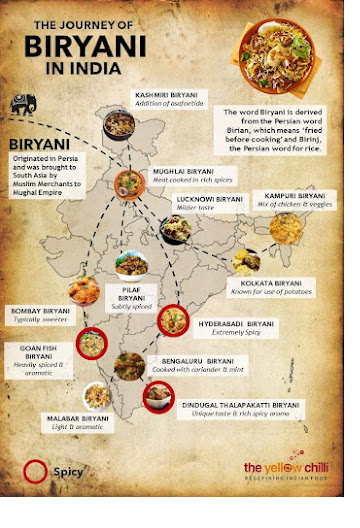 THE JOURNEY OF
BIRYANI
IN INDIA
KASHMIRI BIRYANI
Addition of asafoetida
The word Biryani is derived
from the Persian word
Birian, which means 'fried
before cooking' and Birinj,
the Persian word for rice.
BIRYANI
Originated in Persia
and was brought to
South Asia by
Muslim Merchants to
Mughal Empire
MUGHLAI BIRYANI
Meat cooked in rich spices
LUCKNOWI BIRYANI
Milder taste
KAMPURI BIRYANI
Mix of chicken & veggies
KOLKATA BIRYANI
Known for use of potatoes
PILAF
BIRYANI
Subtly spiced
BOMBAY BIRYANI
Typically sweeter
HYDERABADI BIRYANI
Extremely Spicy
GOAN FISH
BIRYANI
Heavily spiced &
aromatic
BENGALURU BIRYANI
Cooked with coriander & mint
DINDUGAL THALAPAKATTI BIRYANI
Unique taste & rich spicy aroma
MALABAR BIRYANI
Light & aromatic
Spicy
the yellow chilli
REDEFINING INDIAN FOOD